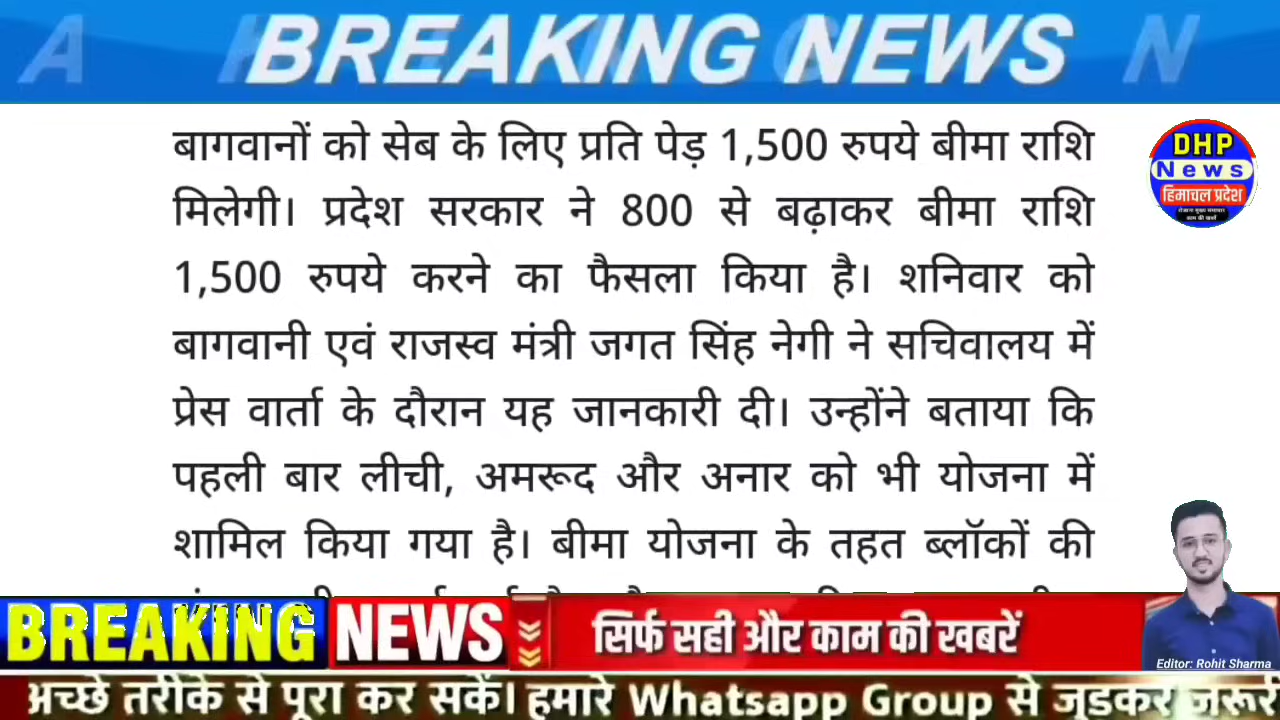 BREAKING NEWS
बागवानों को सेब के लिए प्रति पेड़ 1,500 रुपये बीमा राशि
मिलेगी। प्रदेश सरकार ने 800 से बढ़ाकर बीमा राशि
1,500 रुपये करने का फैसला किया है। शनिवार को
बागवानी एवं राजस्व मंत्री जगत सिंह नेगी ने सचिवालय में
प्रेस वार्ता के दौरान यह जानकारी दी। उन्होंने बताया कि
पहली बार लीची, अमरूद और अनार को भी योजना में
शामिल किया गया है। बीमा योजना के तहत ब्लॉकों की
DHP
News
हिमाचल प्रदेश
BREAKING NEWS
सिर्फ सही और काम की खबरें
Editor: Rohit Sharma
अच्छे तरीके से पूरा कर सकें। हमारे Whatsapp Group से जुडकर जरूरी